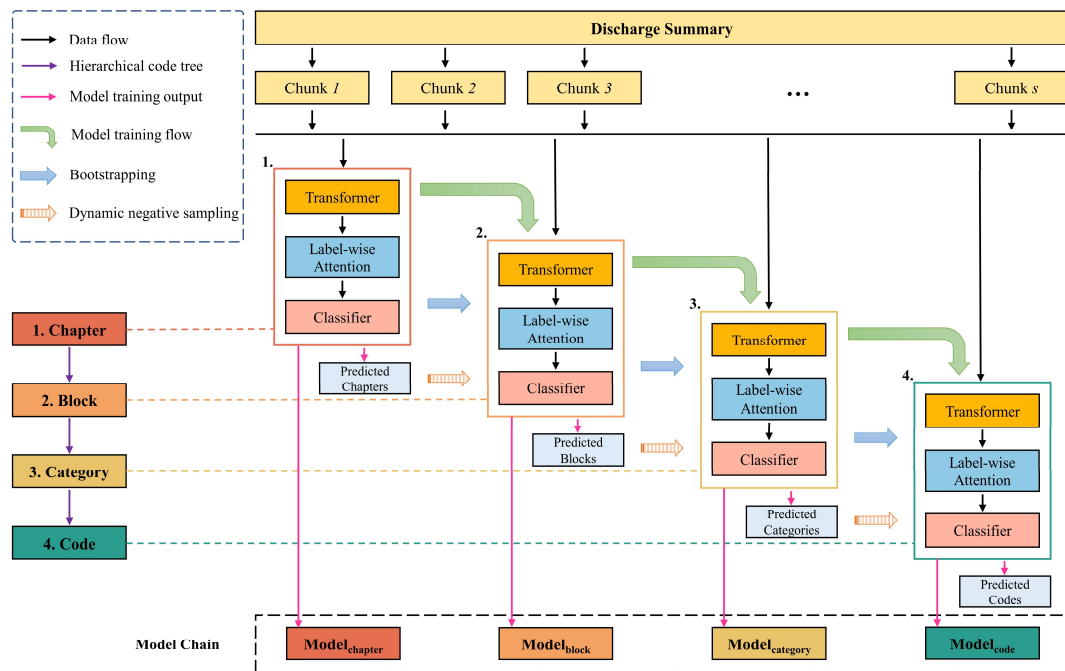 Data flow
Hierarchical code tree
Model training output
Model training flow
Bootstrapping
Dynamic negative sampling
Discharge Summary
Chunk 1
Chunk 2
Chunk 3
...
Chunk s
1.
Transformer
Label-wise
Attention
Classifier
Predicted
Chapters
2.
Transformer
Label-wise
Attention
Classifier
Predicted
Blocks
3.
Transformer
Label-wise
Attention
Classifier
Predicted
Categories
4.
Transformer
Label-wise
Attention
Classifier
Predicted
Codes
1. Chapter
2. Block
3. Category
4. Code
Model Chain
Modelchapter
Modelblock
Modelcategory
Modelcode